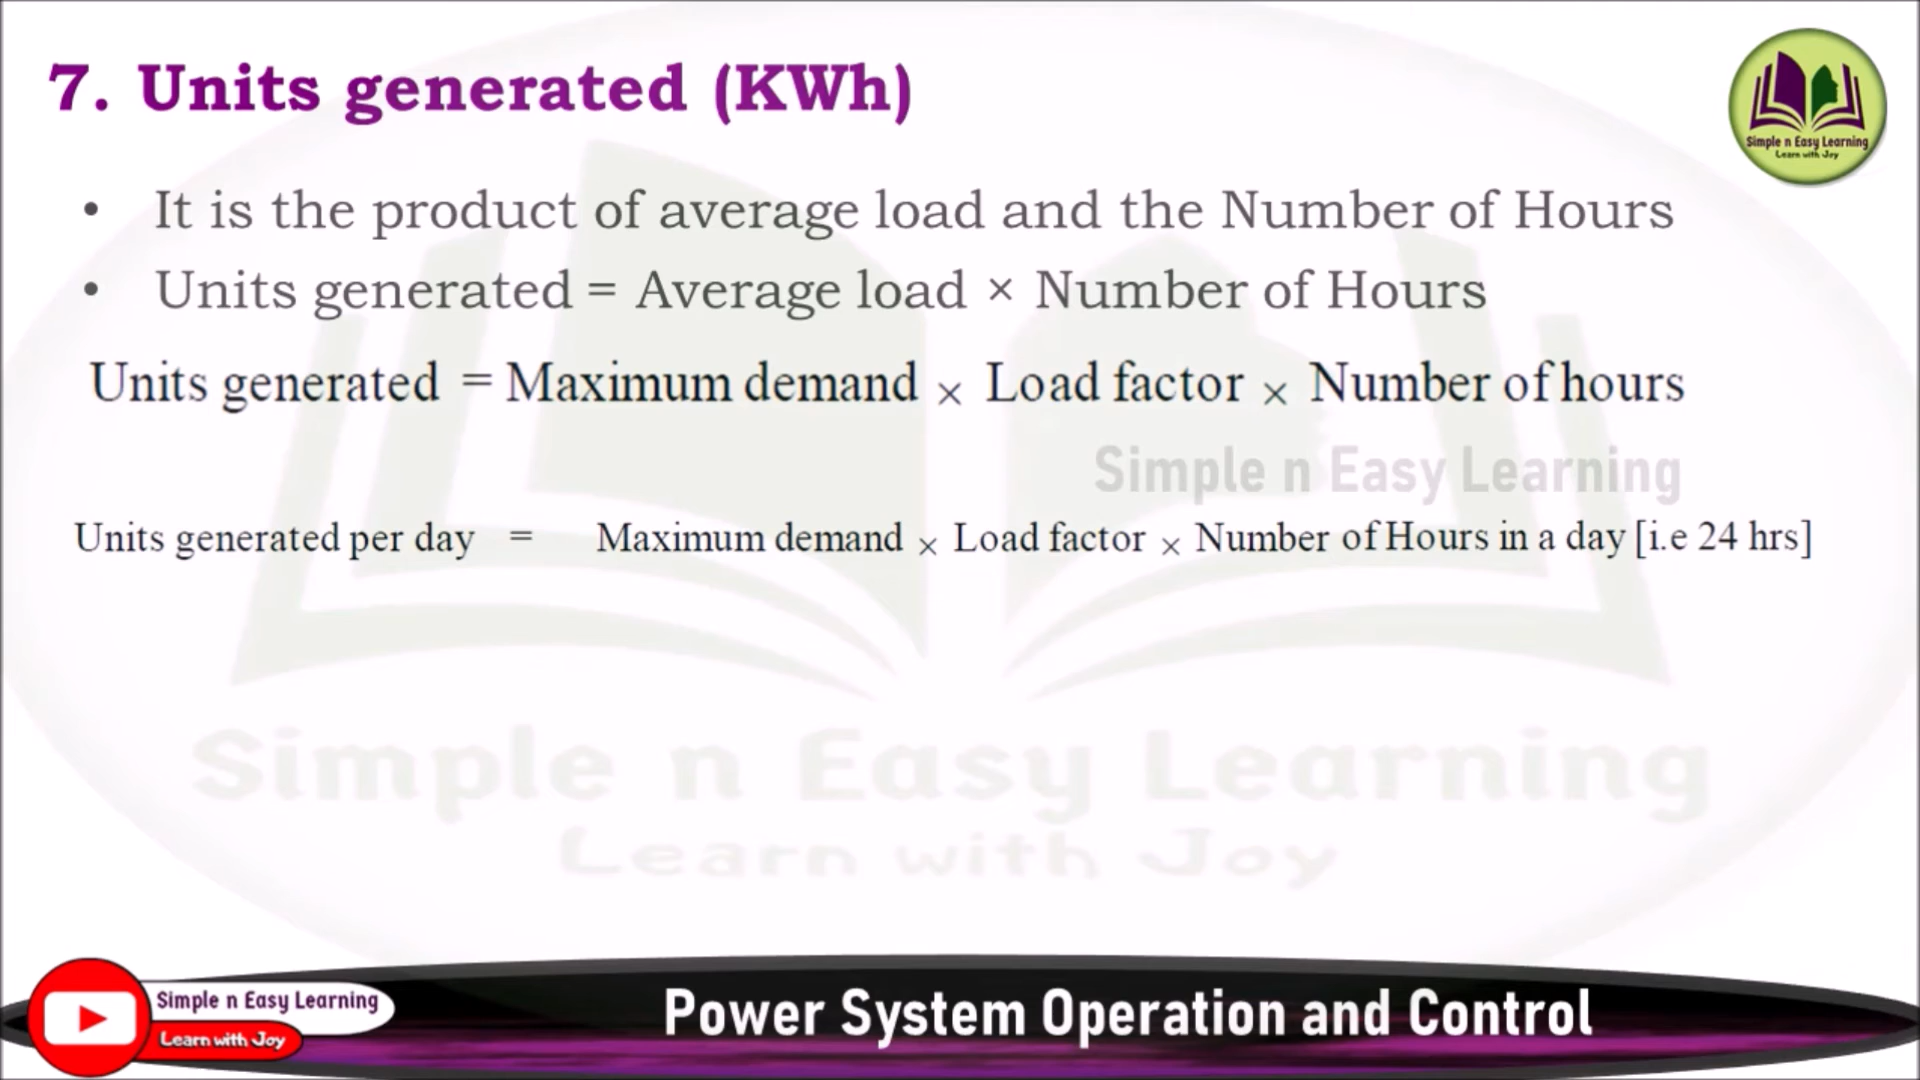 7. Units generated (KWh)
Simple n Easy Learning
Learn with Joy
• It is the product of average load and the Number of Hours
• Units generated = Average load × Number of Hours
Units generated = Maximum demand × Load factor × Number of hours
Simple n Easy Learning
Units generated per day = Maximum demand × Load factor × Number of Hours in a day [i.e 24 hrs]
Simple n Easy Learning
Learn with Joy
Simple n Easy Learning
Learn with Joy
Power System Operation and Control